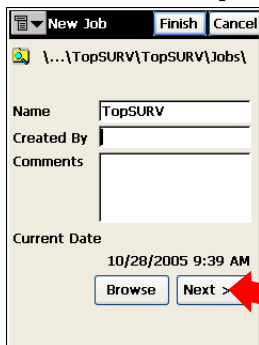 New Job Finish Cancel
\...\TopSURV\TopSURV\Jobs\
Name TopSURV
Created By
Comments
Current Date
10/28/2005 9:39 AM
Browse Next >